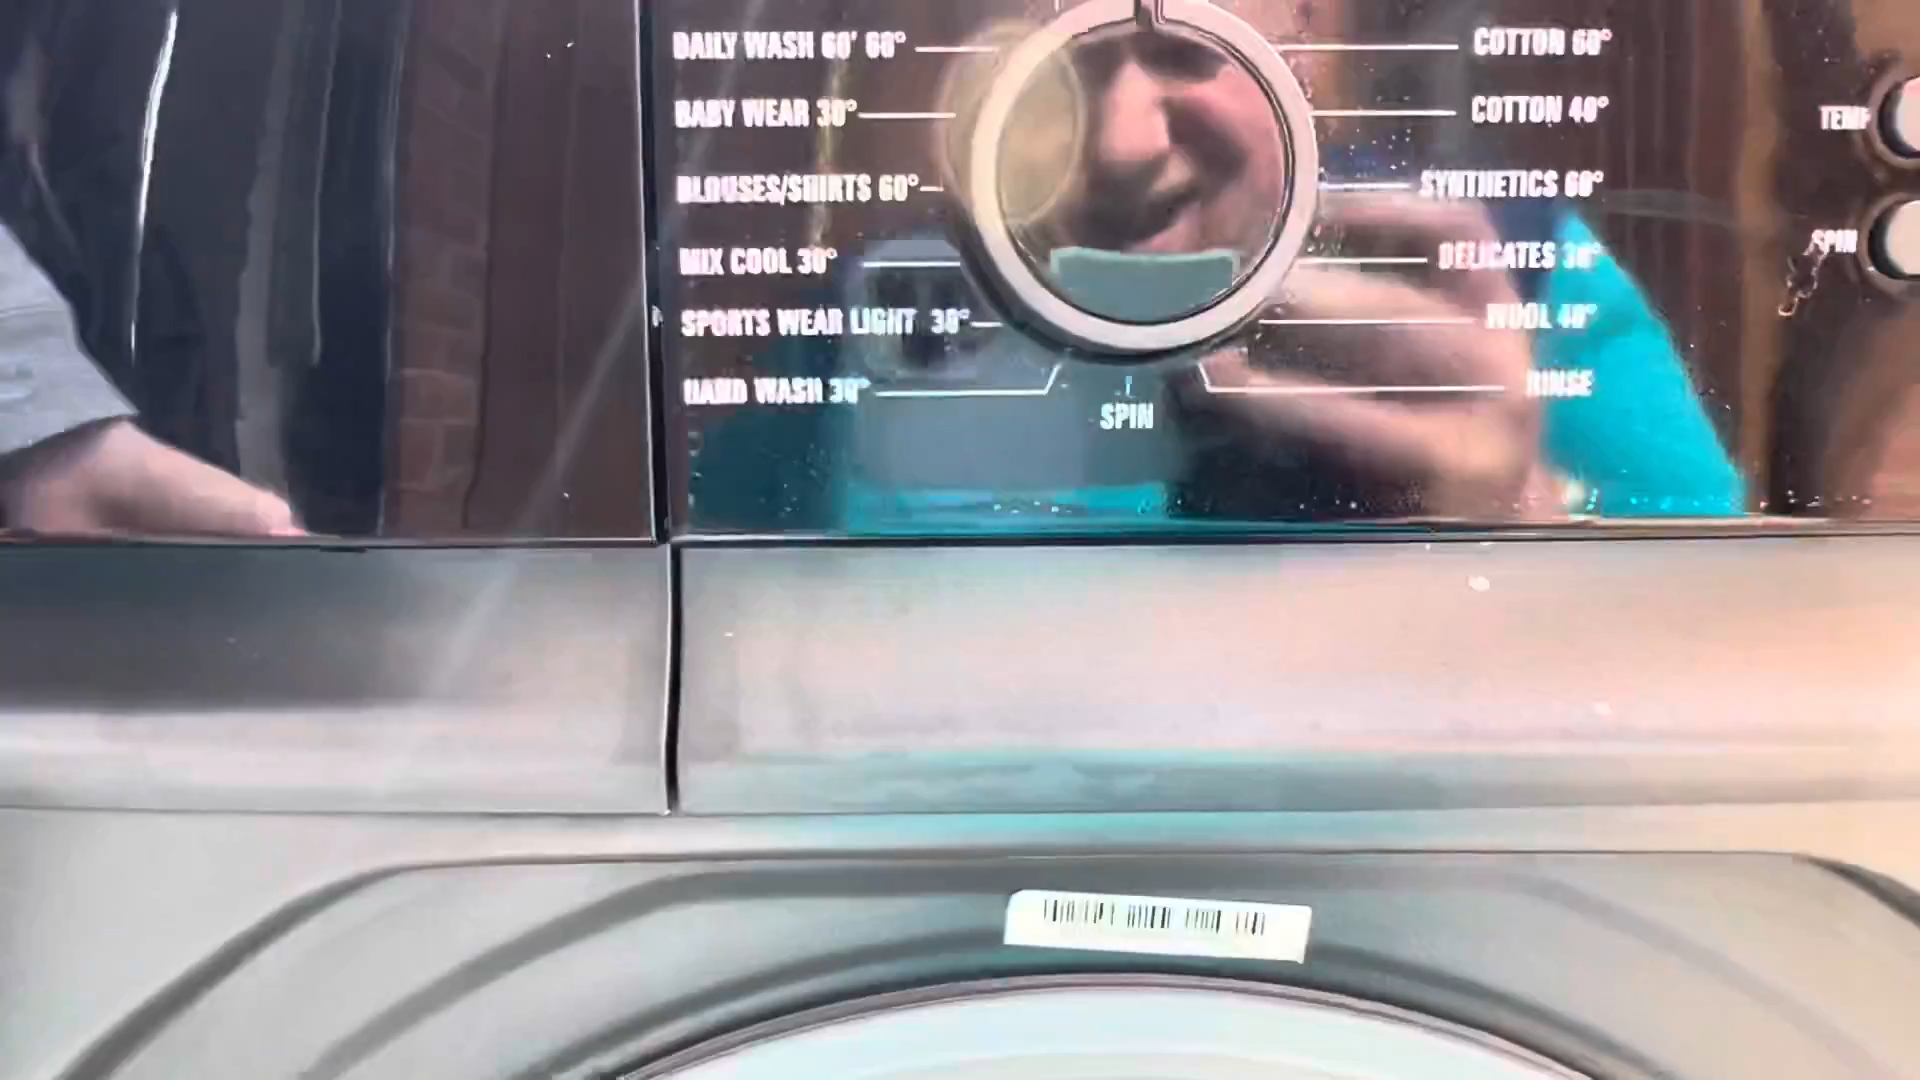 DAILY WASH 60' 60°
BABY WEAR 30°
BLOUSES/SHIRTS 60°
MIX COOL 30°
SPORTS WEAR LIGHT 30°
HAND WASH 30°
SPIN
COTTON 60°
COTTON 40°
SYNTHETICS 60°
DELICATES 30°
WOOL 40°
RINSE
TEMP
SPIN